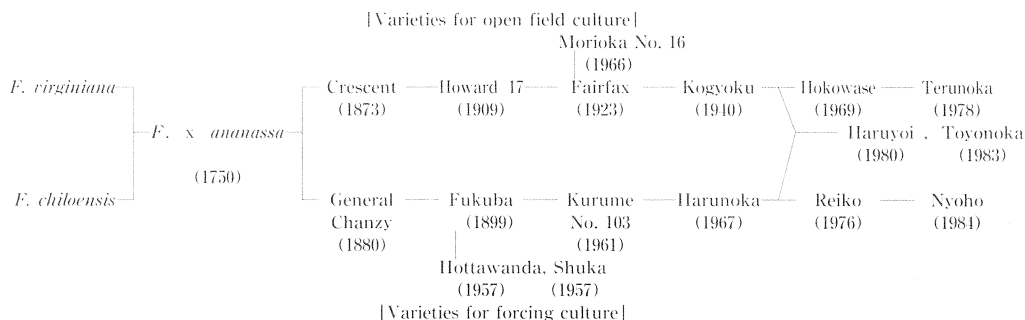 [Varieties for open field culture]
Morioka No. 16
(1966)
F. virginiana Crescent Howard 17 Fairfax Kogyoku Hokowase Terunoka
(1873) (1909) (1923) (1940) (1969) (1978)
F. x ananassa Haruyoi , Toyonoka
(1750) (1980) (1983)
F. chiloensis General Fukuba Kurume Harunoka Reiko Nyoho
Chanzy (1899) No. 103 (1967) (1976) (1984)
(1880) (1961)
Hottawanda, Shuka
(1957) (1957)
[Varieties for forcing culture]